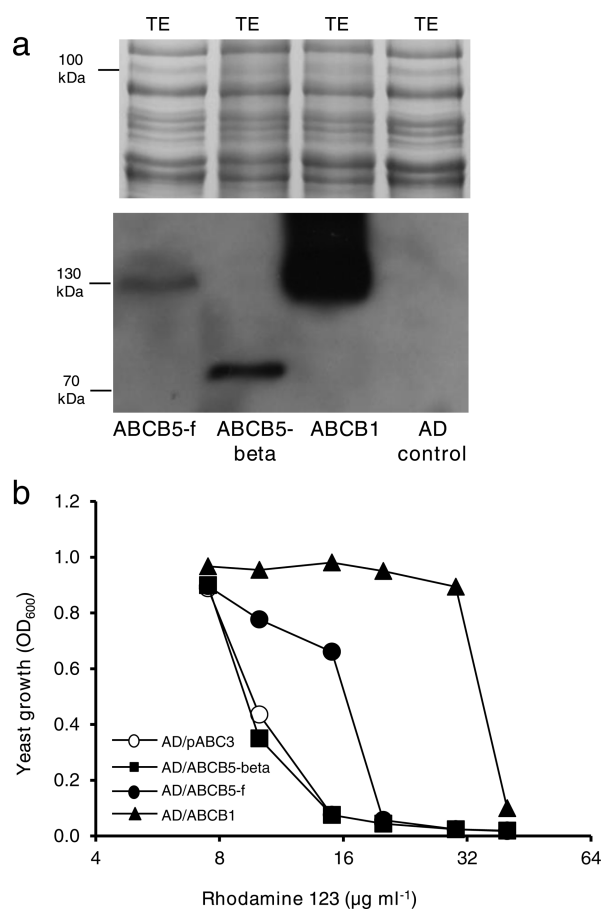 a
TE TE TE TE
100
kDa
130
kDa
70
kDa
ABCB5-f ABCB5- ABCB1 AD
beta control
b
1.2
1.0
0.8
0.6
0.4
0.2
0.0
Yeast growth (OD600)
AD/pABC3
AD/ABCB5-beta
AD/ABCB5-f
AD/ABCB1
4 8 16 32 64
Rhodamine 123 (µg ml-1)